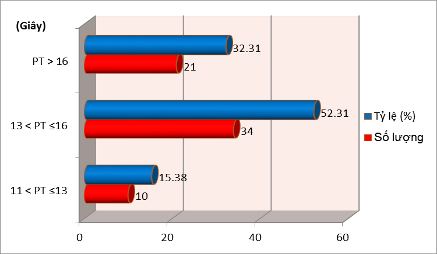 (Giây)
PT > 16
32.31
21
13 < PT ≤16
52.31
34
11 < PT ≤13
15.38
10
Tỷ lệ (%)
Số lượng
0
20
40
60